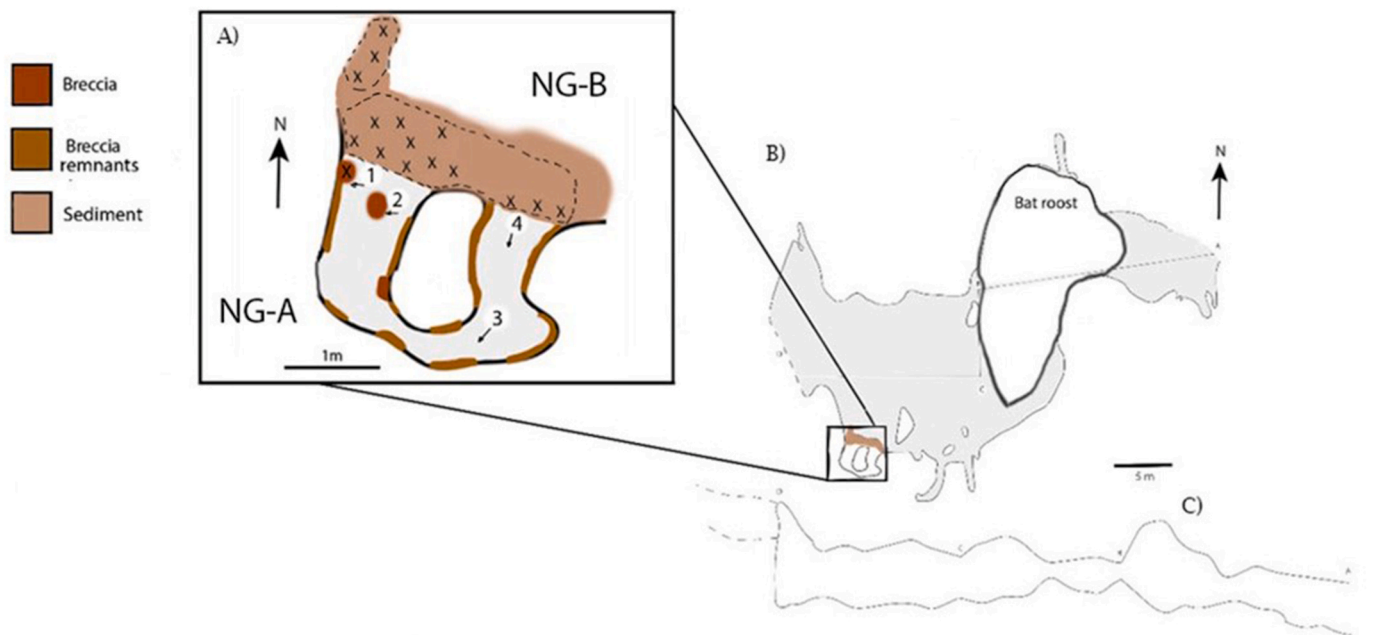 A)
NG-B
Breccia
Breccia
remnants
Sediment
N
X
X
X
X X X
X X X
X X X
X X X X
1
2
4
3
NG-A
1m
B)
N
Bat roost
A
C
5 m
C)
C
A